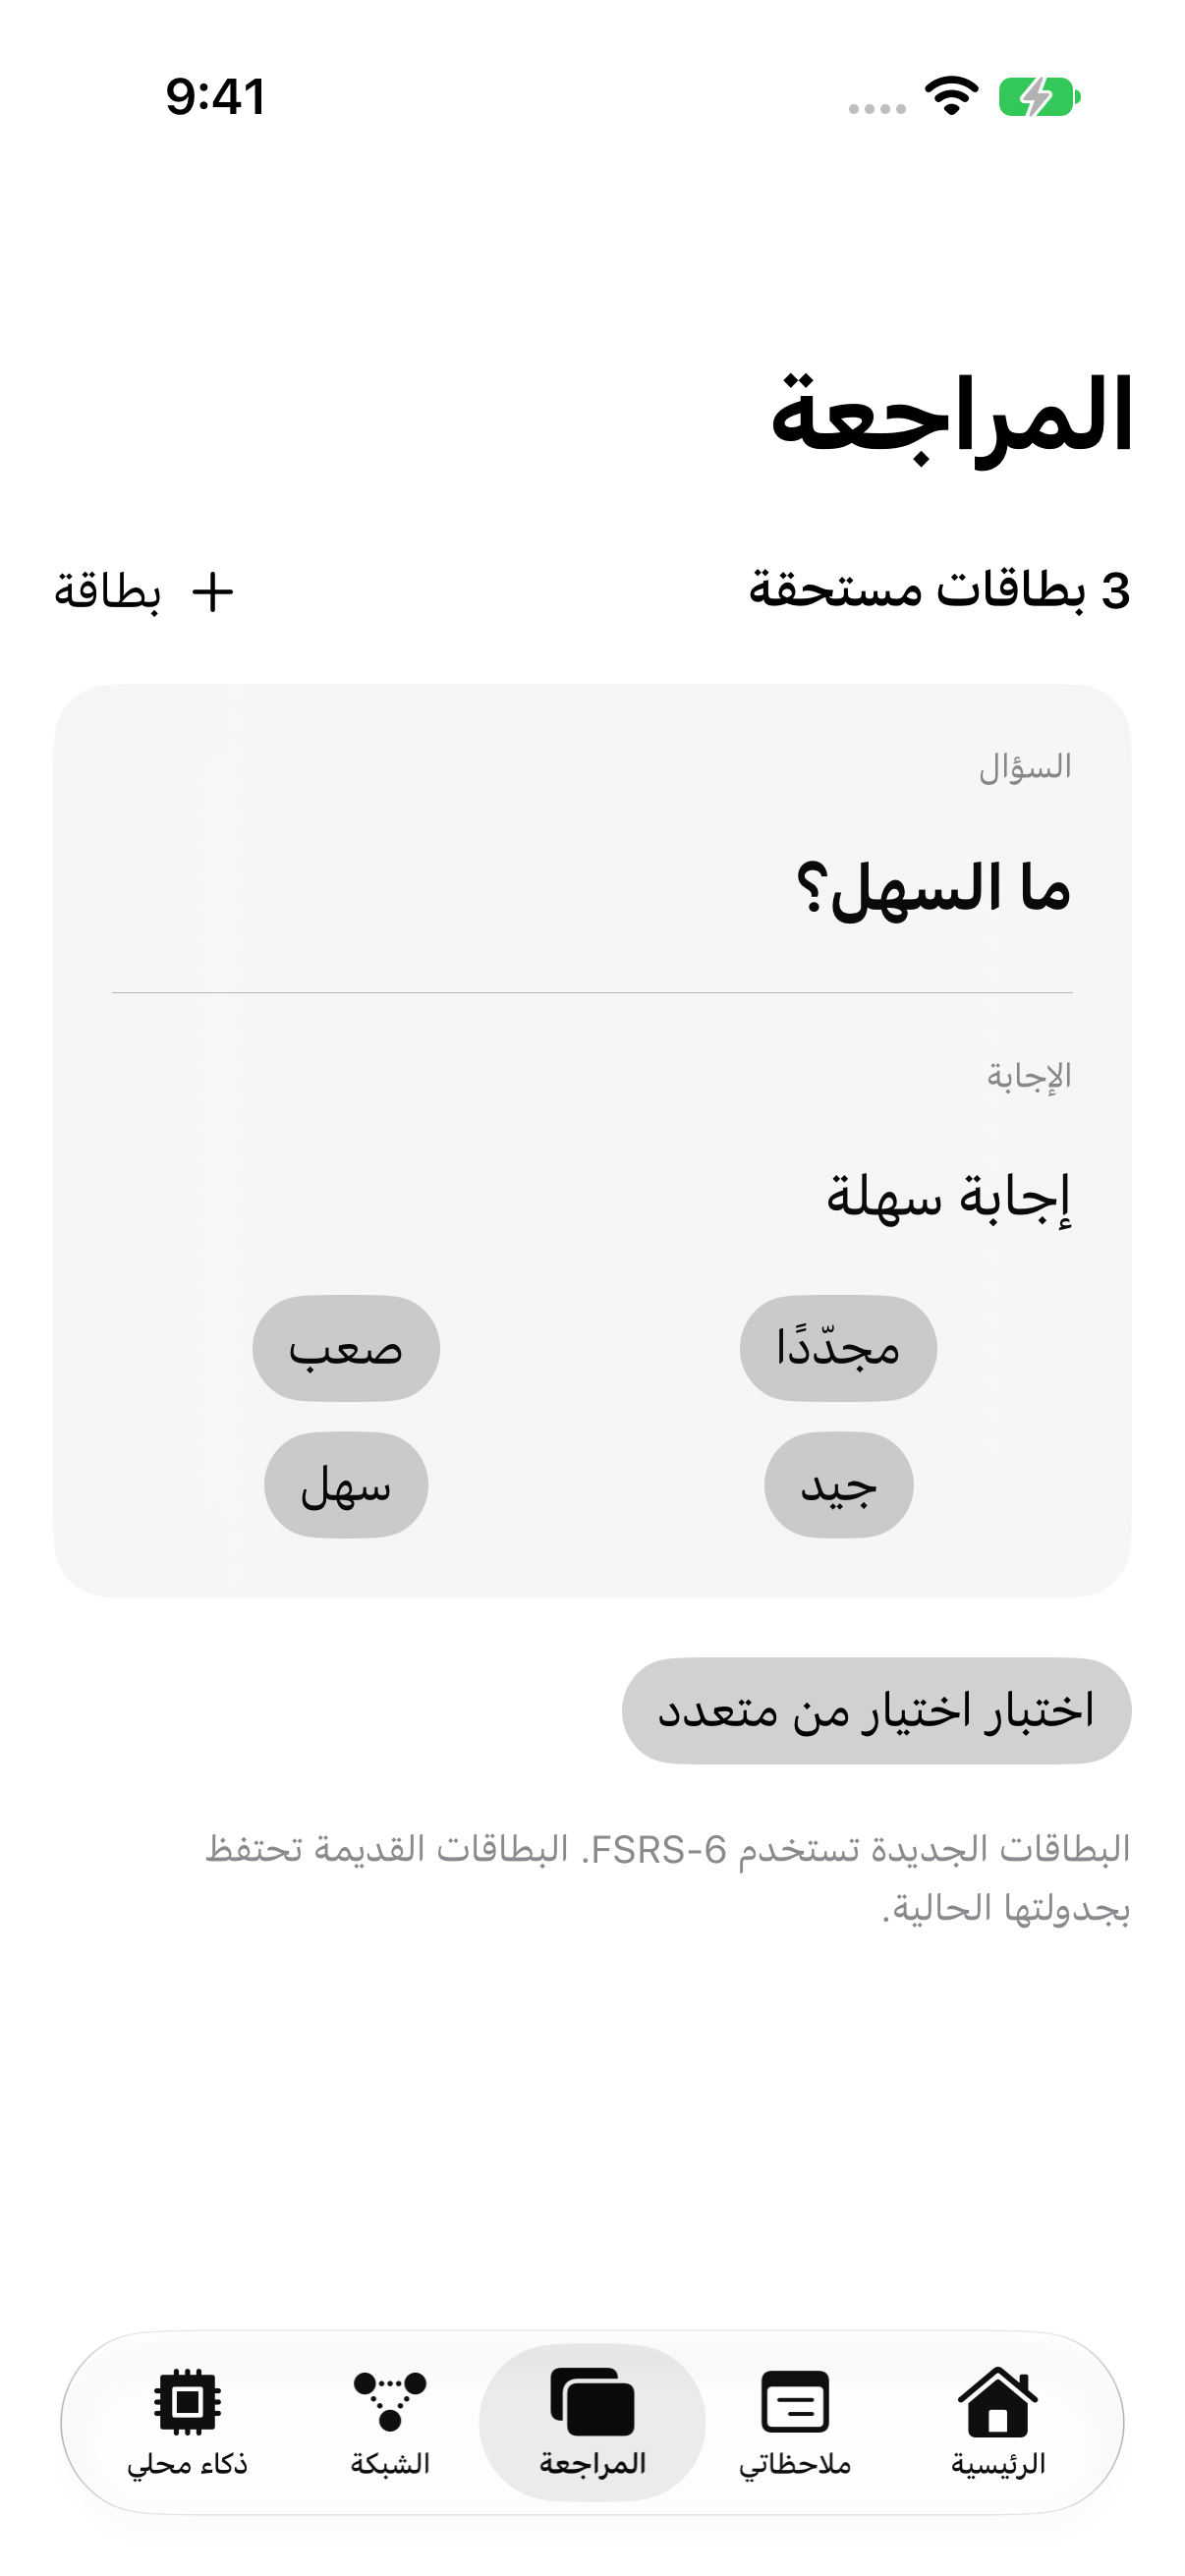 9:41
المراجعة
3 بطاقات مستحقة
+ بطاقة
السؤال
ما السهل؟
الإجابة
إجابة سهلة
مجدّدًا
صعب
جيد
سهل
اختبار اختيار من متعدد
البطاقات الجديدة تستخدم FSRS-6. البطاقات القديمة تحتفظ
بجدولتها الحالية.
الرئيسية
ملاحظاتي
المراجعة
الشبكة
ذكاء محلي